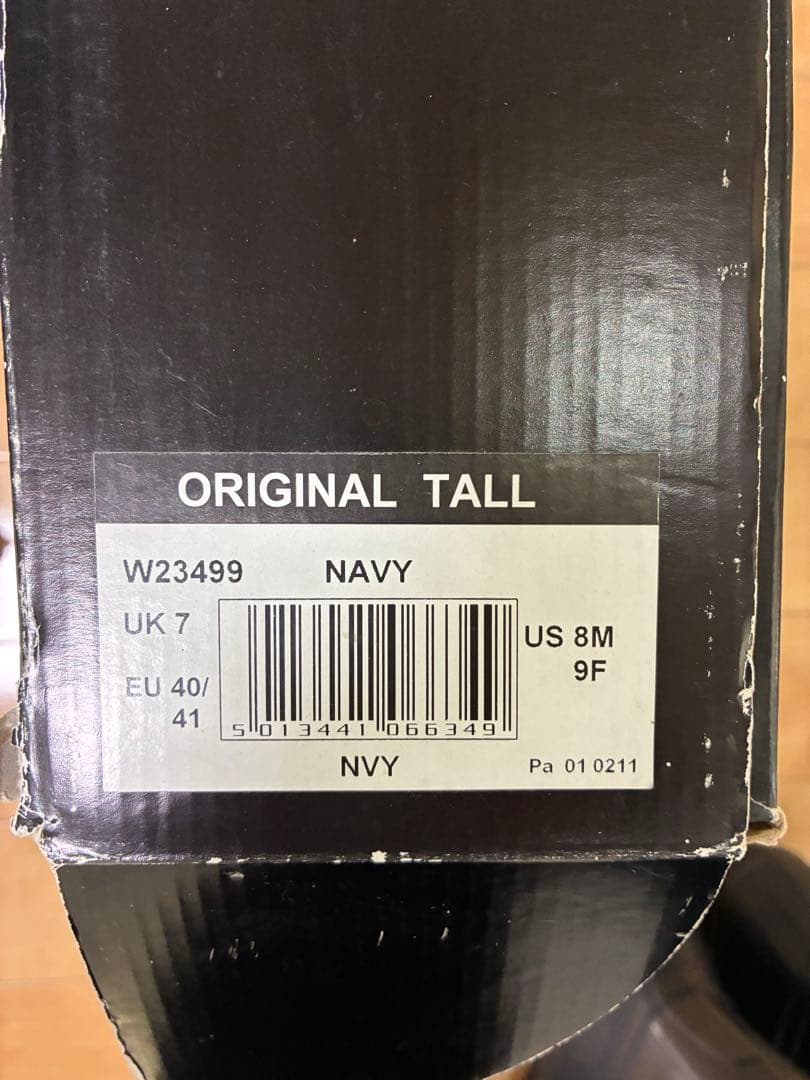 ORIGINAL TALL
W23499 NAVY
UK 7
US 8M
9F
EU 40/
41
5 013441 066349
NVY
Pa 01 0211